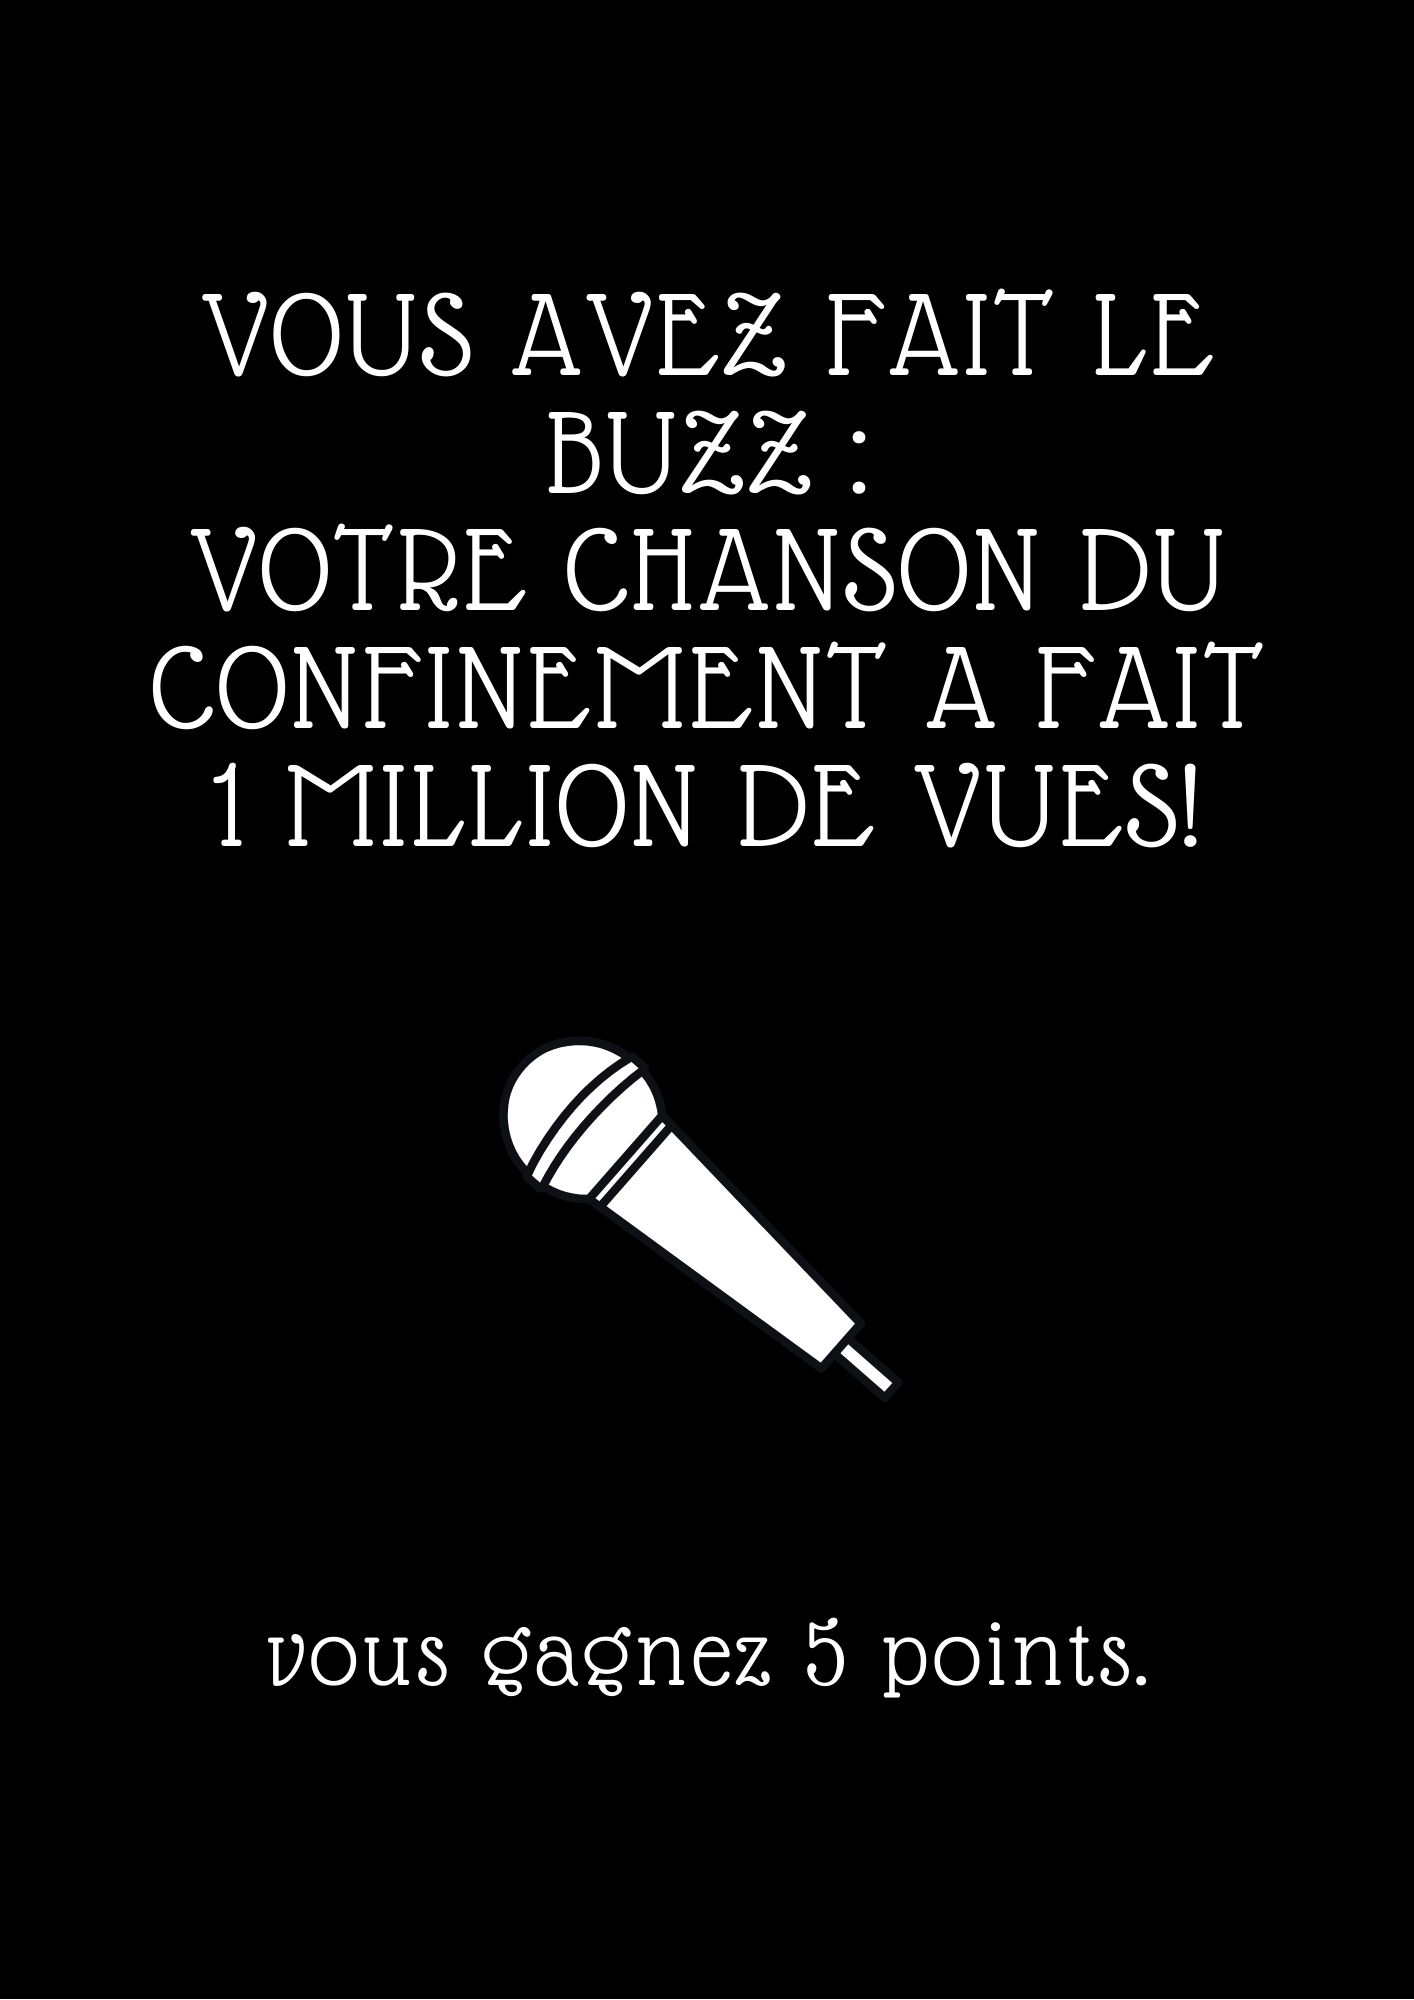 VOUS AVEZ FAIT LE
BUZZ :
VOTRE CHANSON DU
CONFINEMENT A FAIT
1 MILLION DE VUES!
vous gagnez 5 points.